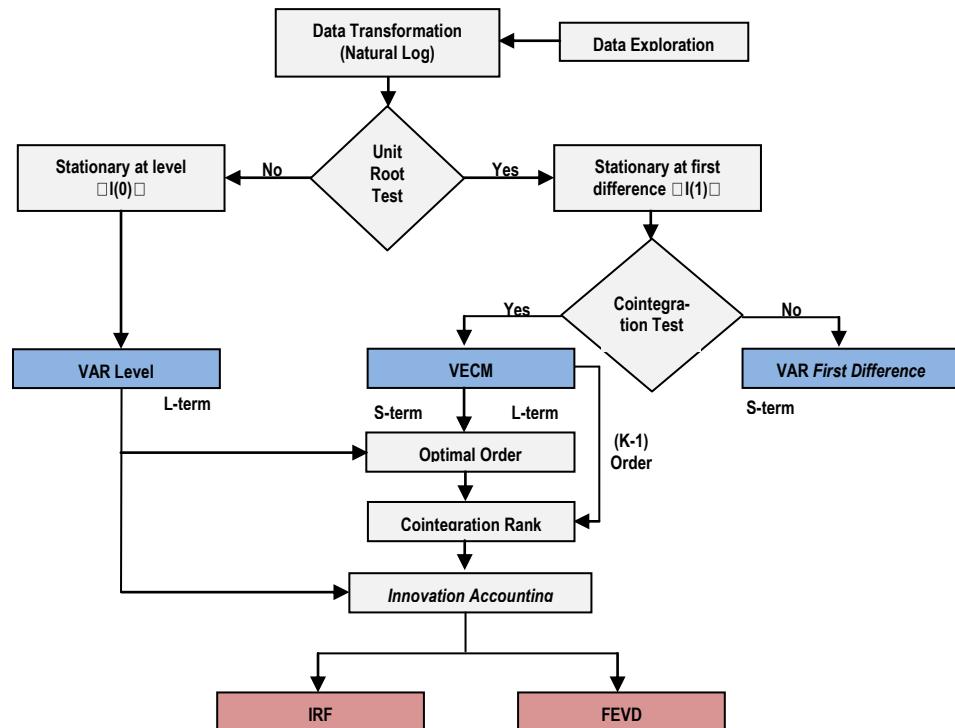 Data Transformation
(Natural Log)
Data Exploration
Unit
Root
Test
No
Yes
Stationary at level
□I(0)□
Stationary at first
difference □I(1)□
Cointegra-
tion Test
Yes
No
VAR Level
VECM
VAR First Difference
L-term
S-term
L-term
S-term
(K-1)
Order
Optimal Order
Cointegration Rank
Innovation Accounting
IRF
FEVD